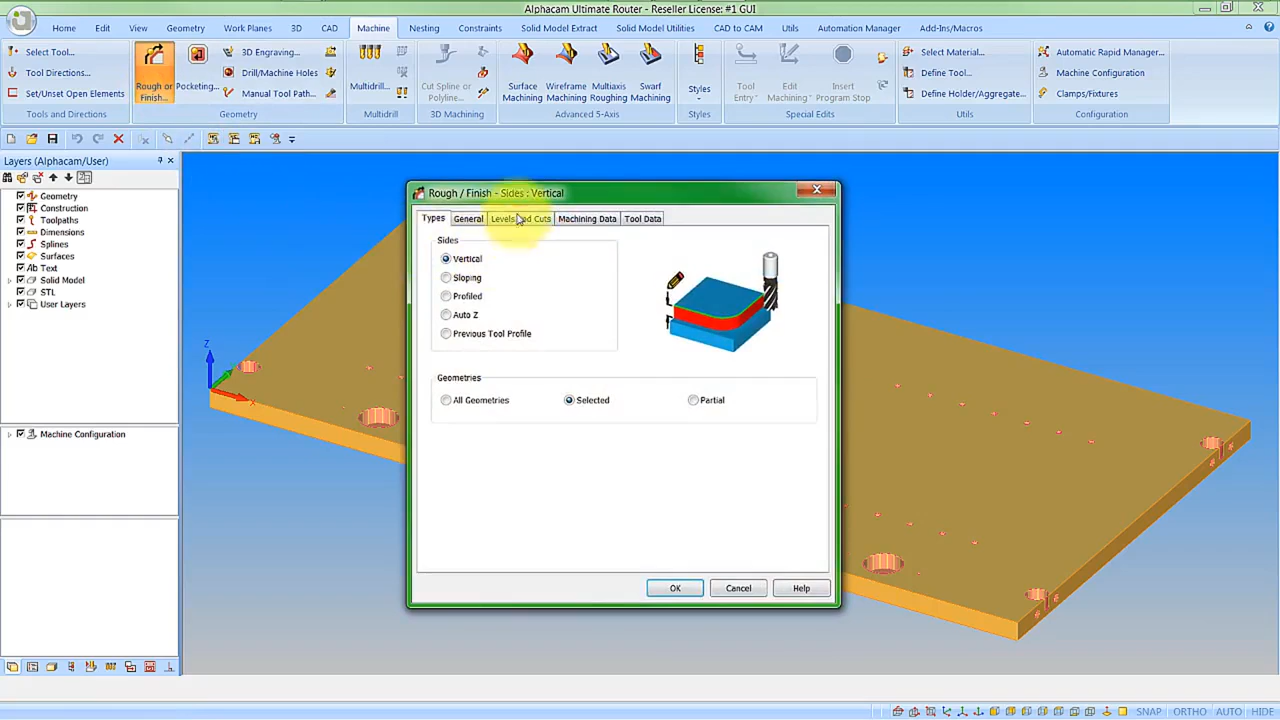 Alphacam Ultimate Router - Reseller License: #1 GUI
Home Edit View Geometry Work Planes 3D CAD Machine Nesting Constraints Solid Model Extract Solid Model Utilities CAD to CAM Utils Automation Manager Add-Ins/Macros
Select Tool...
Tool Directions...
Set/Unset Open Elements
Tools and Directions
Rough or Finish...
Pocketing...
3D Engraving...
Drill/Machine Holes
Manual Tool Path...
Geometry
Multidrill...
Multidrill
Cut Spline or Polyline...
3D Machining
Surface Machining
Wireframe Machining
Multiaxis Roughing
Swarf Machining
Advanced 5-Axis
Styles
Styles
Tool Entry
Edit Machining
Insert Program Stop
Special Edits
Select Material...
Define Tool...
Define Holder/Aggregate...
Utils
Automatic Rapid Manager...
Machine Configuration
Clamps/Fixtures
Configuration
Layers (Alphacam/User)
Geometry
Construction
Toolpaths
Dimensions
Splines
Surfaces
Ab Text
Solid Model
STL
User Layers
Machine Configuration
Z
X
Rough / Finish - Sides : Vertical
Types General Levels and Cuts Machining Data Tool Data
Sides
Vertical
Sloping
Profiled
Auto Z
Previous Tool Profile
Geometries
All Geometries Selected Partial
OK Cancel Help
SNAP ORTHO AUTO HIDE